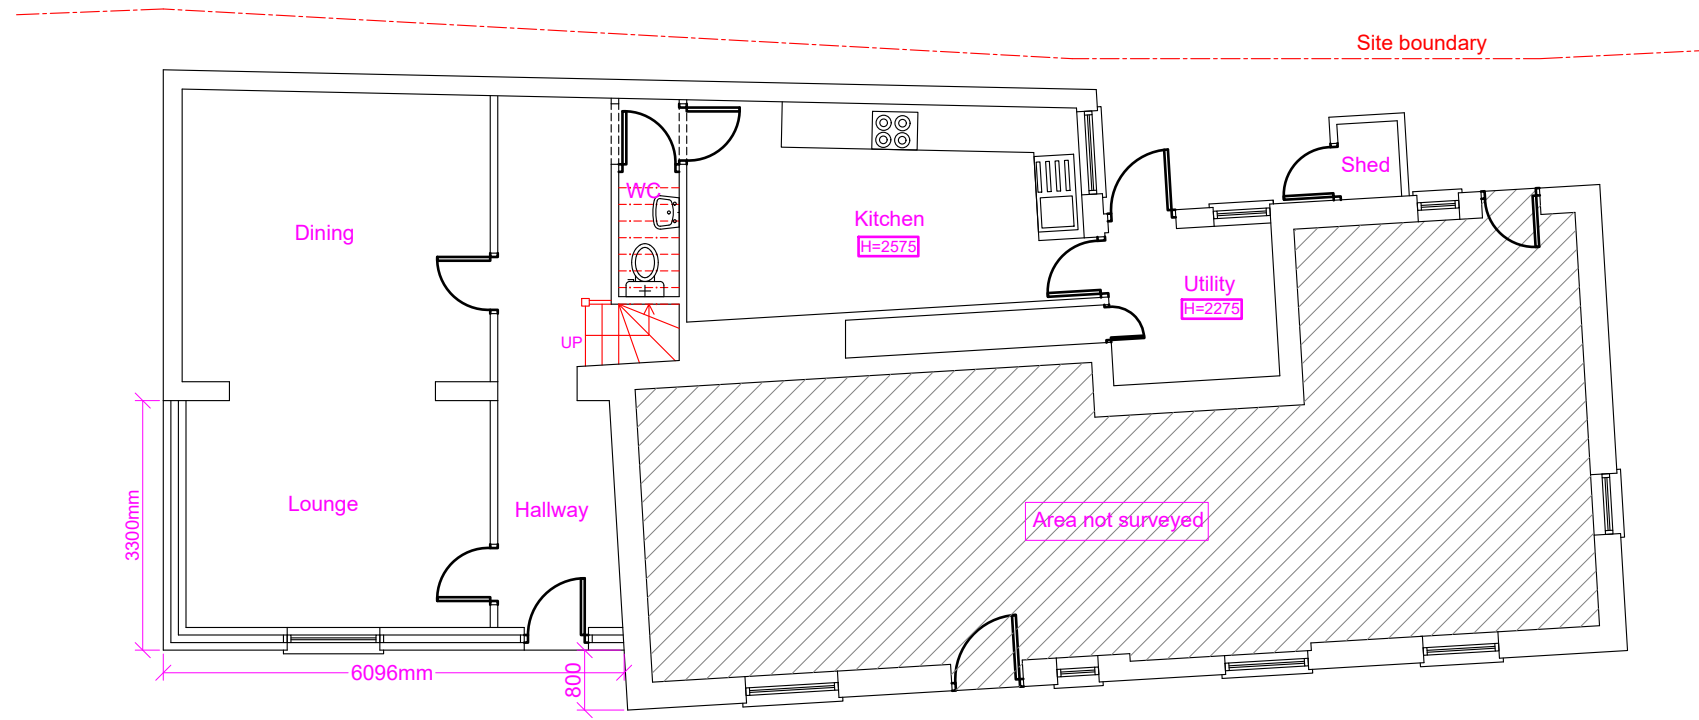 Site boundary
Shed
WC
Kitchen
H=2575
Dining
Utility
H=2275
UP
Lounge
Hallway
Area not surveyed
3300mm
6096mm
800